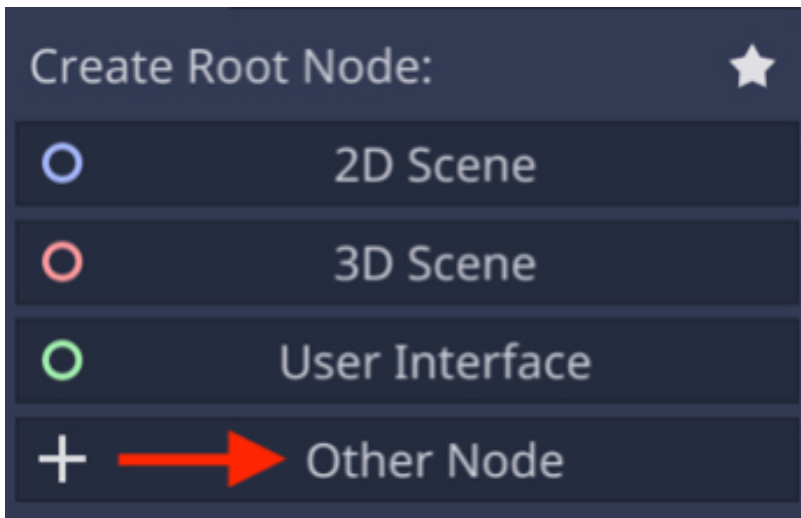 Create Root Node:
2D Scene
3D Scene
User Interface
Other Node